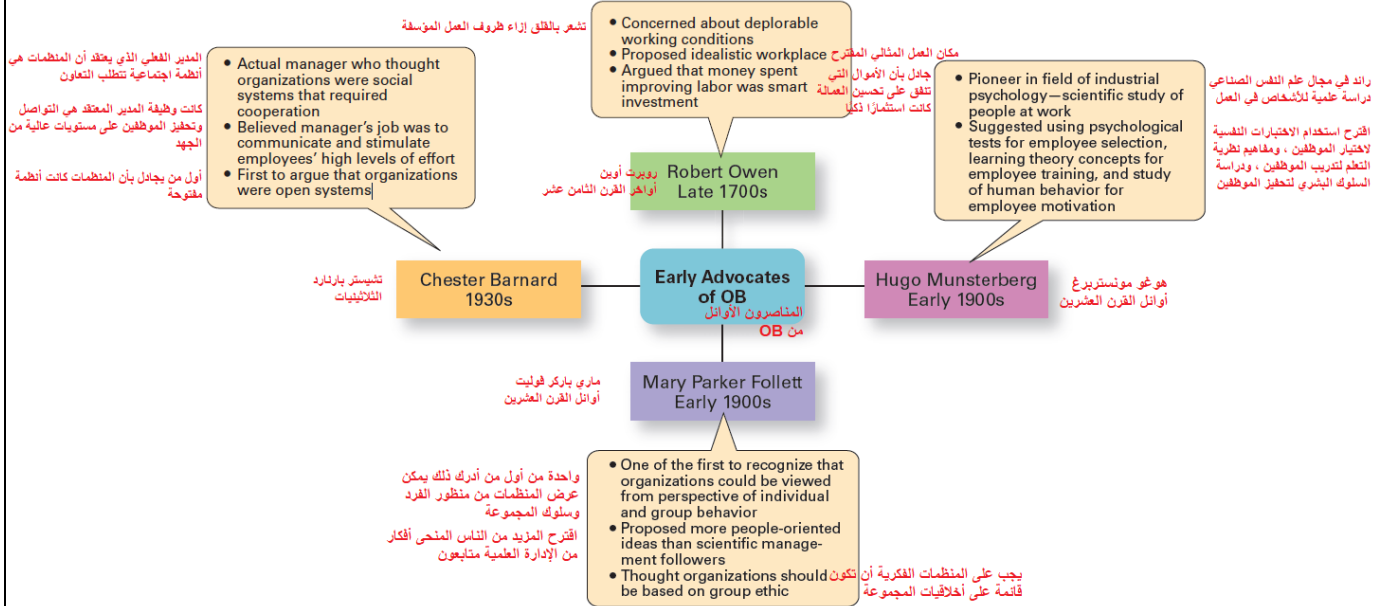 تشعر بالقلق إزاء ظروف العمل المؤسفة
• Concerned about deplorable
working conditions
• Proposed idealistic workplace
• Argued that money spent
improving labor was smart
investment
مكان العمل المثالي المقترح
جادل بأن الأموال التي
تنفق على تحسين العمالة
كانت استثمارًا ذكيًا
Robert Owen
Late 1700s
روبرت أوين
أواخر القرن الثامن عشر
المدير الفعلي الذي يعتقد أن المنظمات هي
أنظمة اجتماعية تتطلب التعاون
كانت وظيفة المدير المعتقد هي التواصل
وتحفيز الموظفين على مستويات عالية من
الجهد
أول من يجادل بأن المنظمات كانت أنظمة
مفتوحة
• Actual manager who thought
organizations were social
systems that required
cooperation
• Believed manager's job was to
communicate and stimulate
employees' high levels of effort
• First to argue that organizations
were open systems
Chester Barnard
1930s
تشيستر بارنارد
الثلاثينيات
Early Advocates
of OB
المناصرون الأوائل
من OB
• Pioneer in field of industrial
psychology—scientific study of
people at work
• Suggested using psychological
tests for employee selection,
learning theory concepts for
employee training, and study
of human behavior for
employee motivation
رائد في مجال علم النفس الصناعي
دراسة علمية للأشخاص في العمل
اقترح استخدام الاختبارات النفسية
لاختيار الموظفين ، ومفاهيم نظرية
التعلم لتدريب الموظفين ، ودراسة
السلوك البشري لتحفيز الموظفين
Hugo Munsterberg
Early 1900s
هوغو مونستربرغ
أوائل القرن العشرين
Mary Parker Follett
Early 1900s
ماري باركر فوليت
أوائل القرن العشرين
• One of the first to recognize that
organizations could be viewed
from perspective of individual
and group behavior
• Proposed more people-oriented
ideas than scientific manage-
ment followers
• Thought organizations should
be based on group ethic
واحدة من أول من أدرك ذلك يمكن
عرض المنظمات من منظور الفرد
وسلوك المجموعة
اقترح المزيد من الناس المنحى أفكار
من الإدارة العلمية متابعون
يجب على المنظمات الفكرية أن تكون
قائمة على أخلاقيات المجموعة